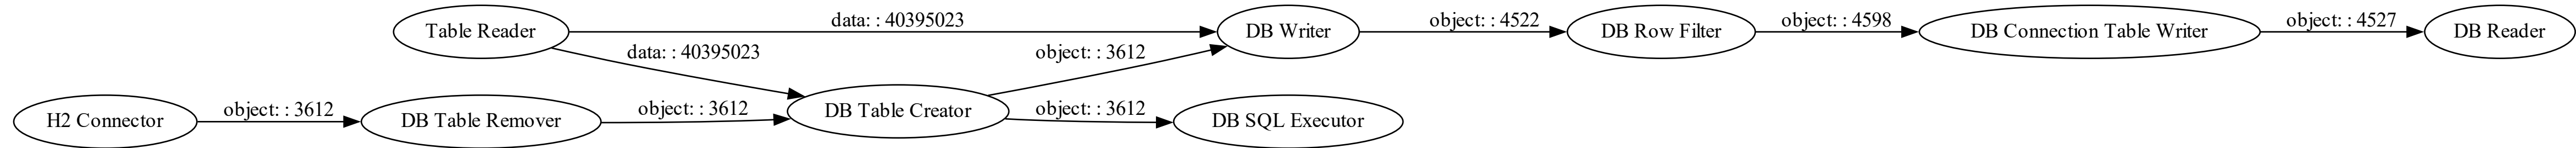 Table Reader
data: : 40395023
DB Writer
object: : 4522
DB Row Filter
object: : 4598
DB Connection Table Writer
object: : 4527
DB Reader
data: : 40395023
object: : 3612
H2 Connector
object: : 3612
DB Table Remover
object: : 3612
DB Table Creator
object: : 3612
DB SQL Executor